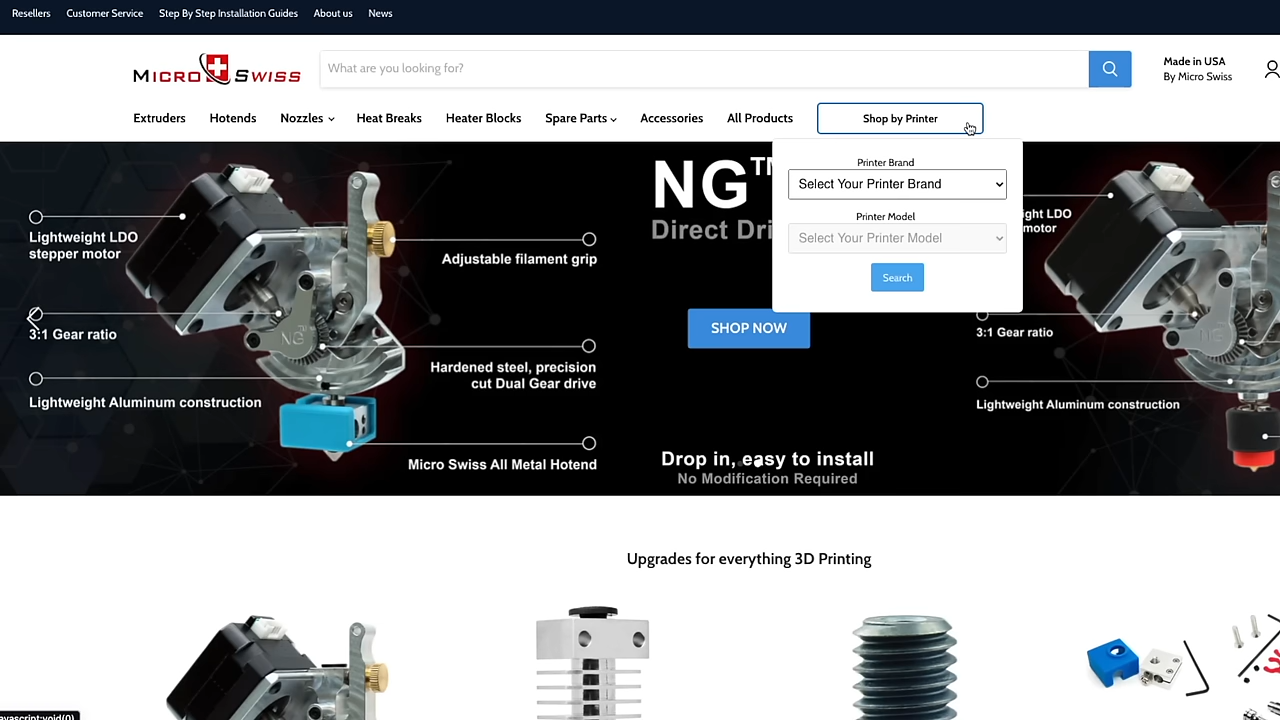 Resellers Customer Service Step By Step Installation Guides About us News
MICRO SWISS
What are you looking for?
Made in USA
By Micro Swiss
Extruders Hotends Nozzles Heat Breaks Heater Blocks Spare Parts Accessories All Products Shop by Printer
Printer Brand
Select Your Printer Brand
Printer Model
Select Your Printer Model
Search
NG™
Direct Dri
Lightweight LDO
stepper motor
Adjustable filament grip
3:1 Gear ratio
NG
Hardened steel, precision
cut Dual Gear drive
Lightweight Aluminum construction
Micro Swiss All Metal Hotend
SHOP NOW
Drop in, easy to install
No Modification Required
ight LDO
motor
3:1 Gear ratio
Lightweight Aluminum construction
Upgrades for everything 3D Printing
avascript:void(0)